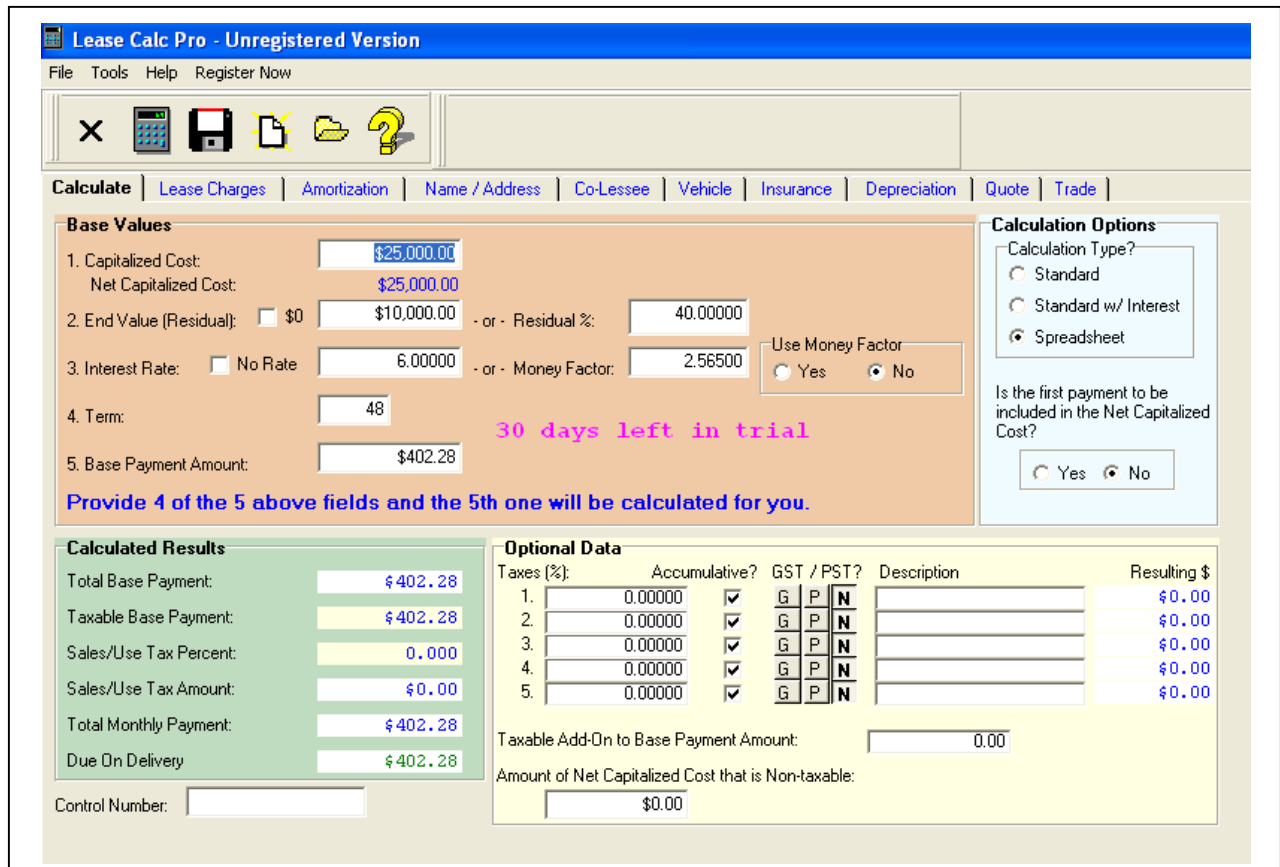 Lease Calc Pro - Unregistered Version
File Tools Help Register Now
Calculate Lease Charges Amortization Name / Address Co-Lessee Vehicle Insurance Depreciation Quote Trade
Base Values
1. Capitalized Cost: $25,000.00
Net Capitalized Cost: $25,000.00
2. End Value (Residual): $0 $10,000.00 - or - Residual %: 40.00000
3. Interest Rate: No Rate 6.00000 - or - Money Factor: 2.56500
Use Money Factor
Yes No
4. Term: 48
30 days left in trial
5. Base Payment Amount: $402.28
Provide 4 of the 5 above fields and the 5th one will be calculated for you.
Calculation Options
Calculation Type?
Standard
Standard w/ Interest
Spreadsheet
Is the first payment to be
included in the Net Capitalized
Cost?
Yes No
Calculated Results
Total Base Payment: $402.28
Taxable Base Payment: $402.28
Sales/Use Tax Percent: 0.000
Sales/Use Tax Amount: $0.00
Total Monthly Payment: $402.28
Due On Delivery $402.28
Control Number:
Optional Data
Taxes (%): Accumulative? GST / PST? Description Resulting $
1. 0.00000 G P N $0.00
2. 0.00000 G P N $0.00
3. 0.00000 G P N $0.00
4. 0.00000 G P N $0.00
5. 0.00000 G P N $0.00
Taxable Add-On to Base Payment Amount: 0.00
Amount of Net Capitalized Cost that is Non-taxable:
$0.00